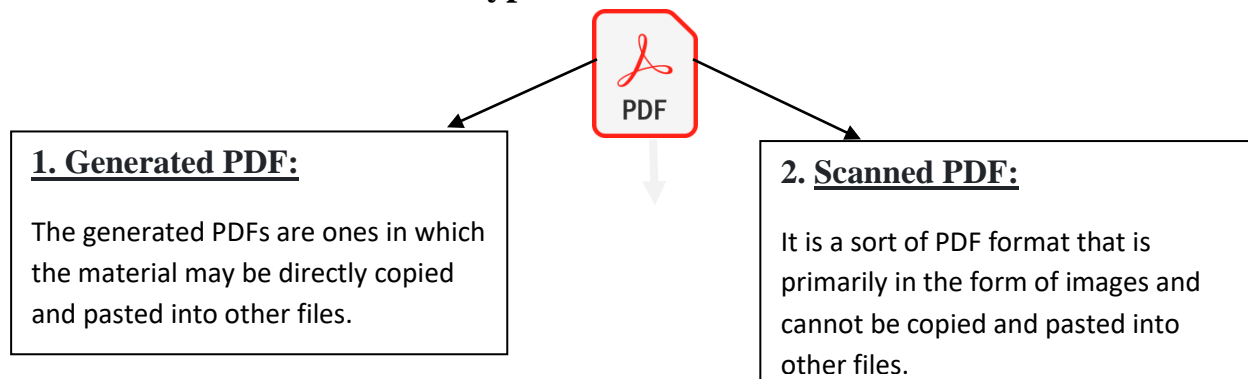 PDF
1. Generated PDF:
The generated PDFs are ones in which
the material may be directly copied
and pasted into other files.
2. Scanned PDF:
It is a sort of PDF format that is
primarily in the form of images and
cannot be copied and pasted into
other files.